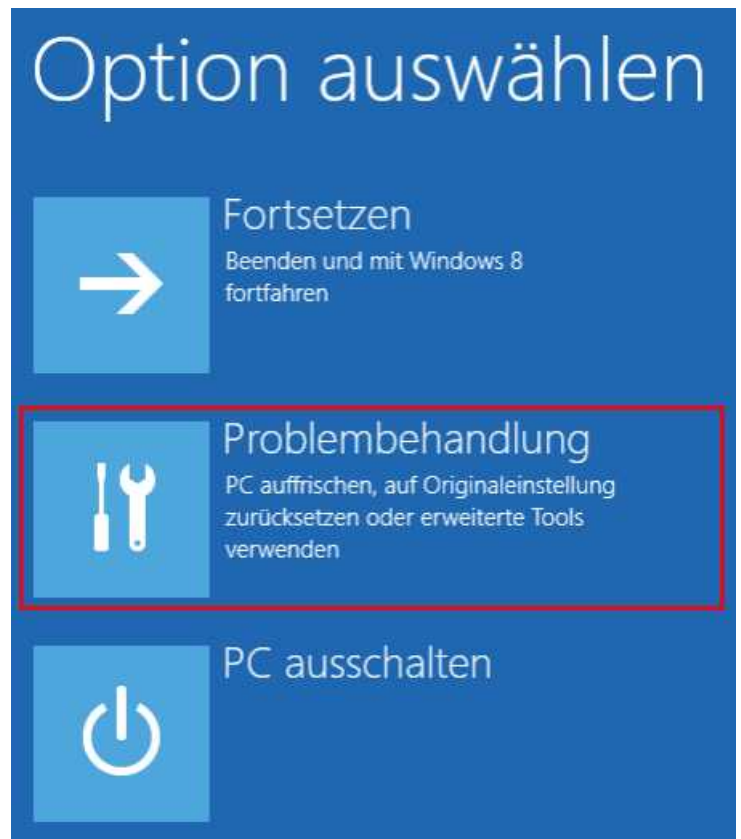 Option auswählen
Fortsetzen
Beenden und mit Windows 8
fortfahren
Problembehandlung
PC auffrischen, auf Originaleinstellung
zurücksetzen oder erweiterte Tools
verwenden
PC ausschalten